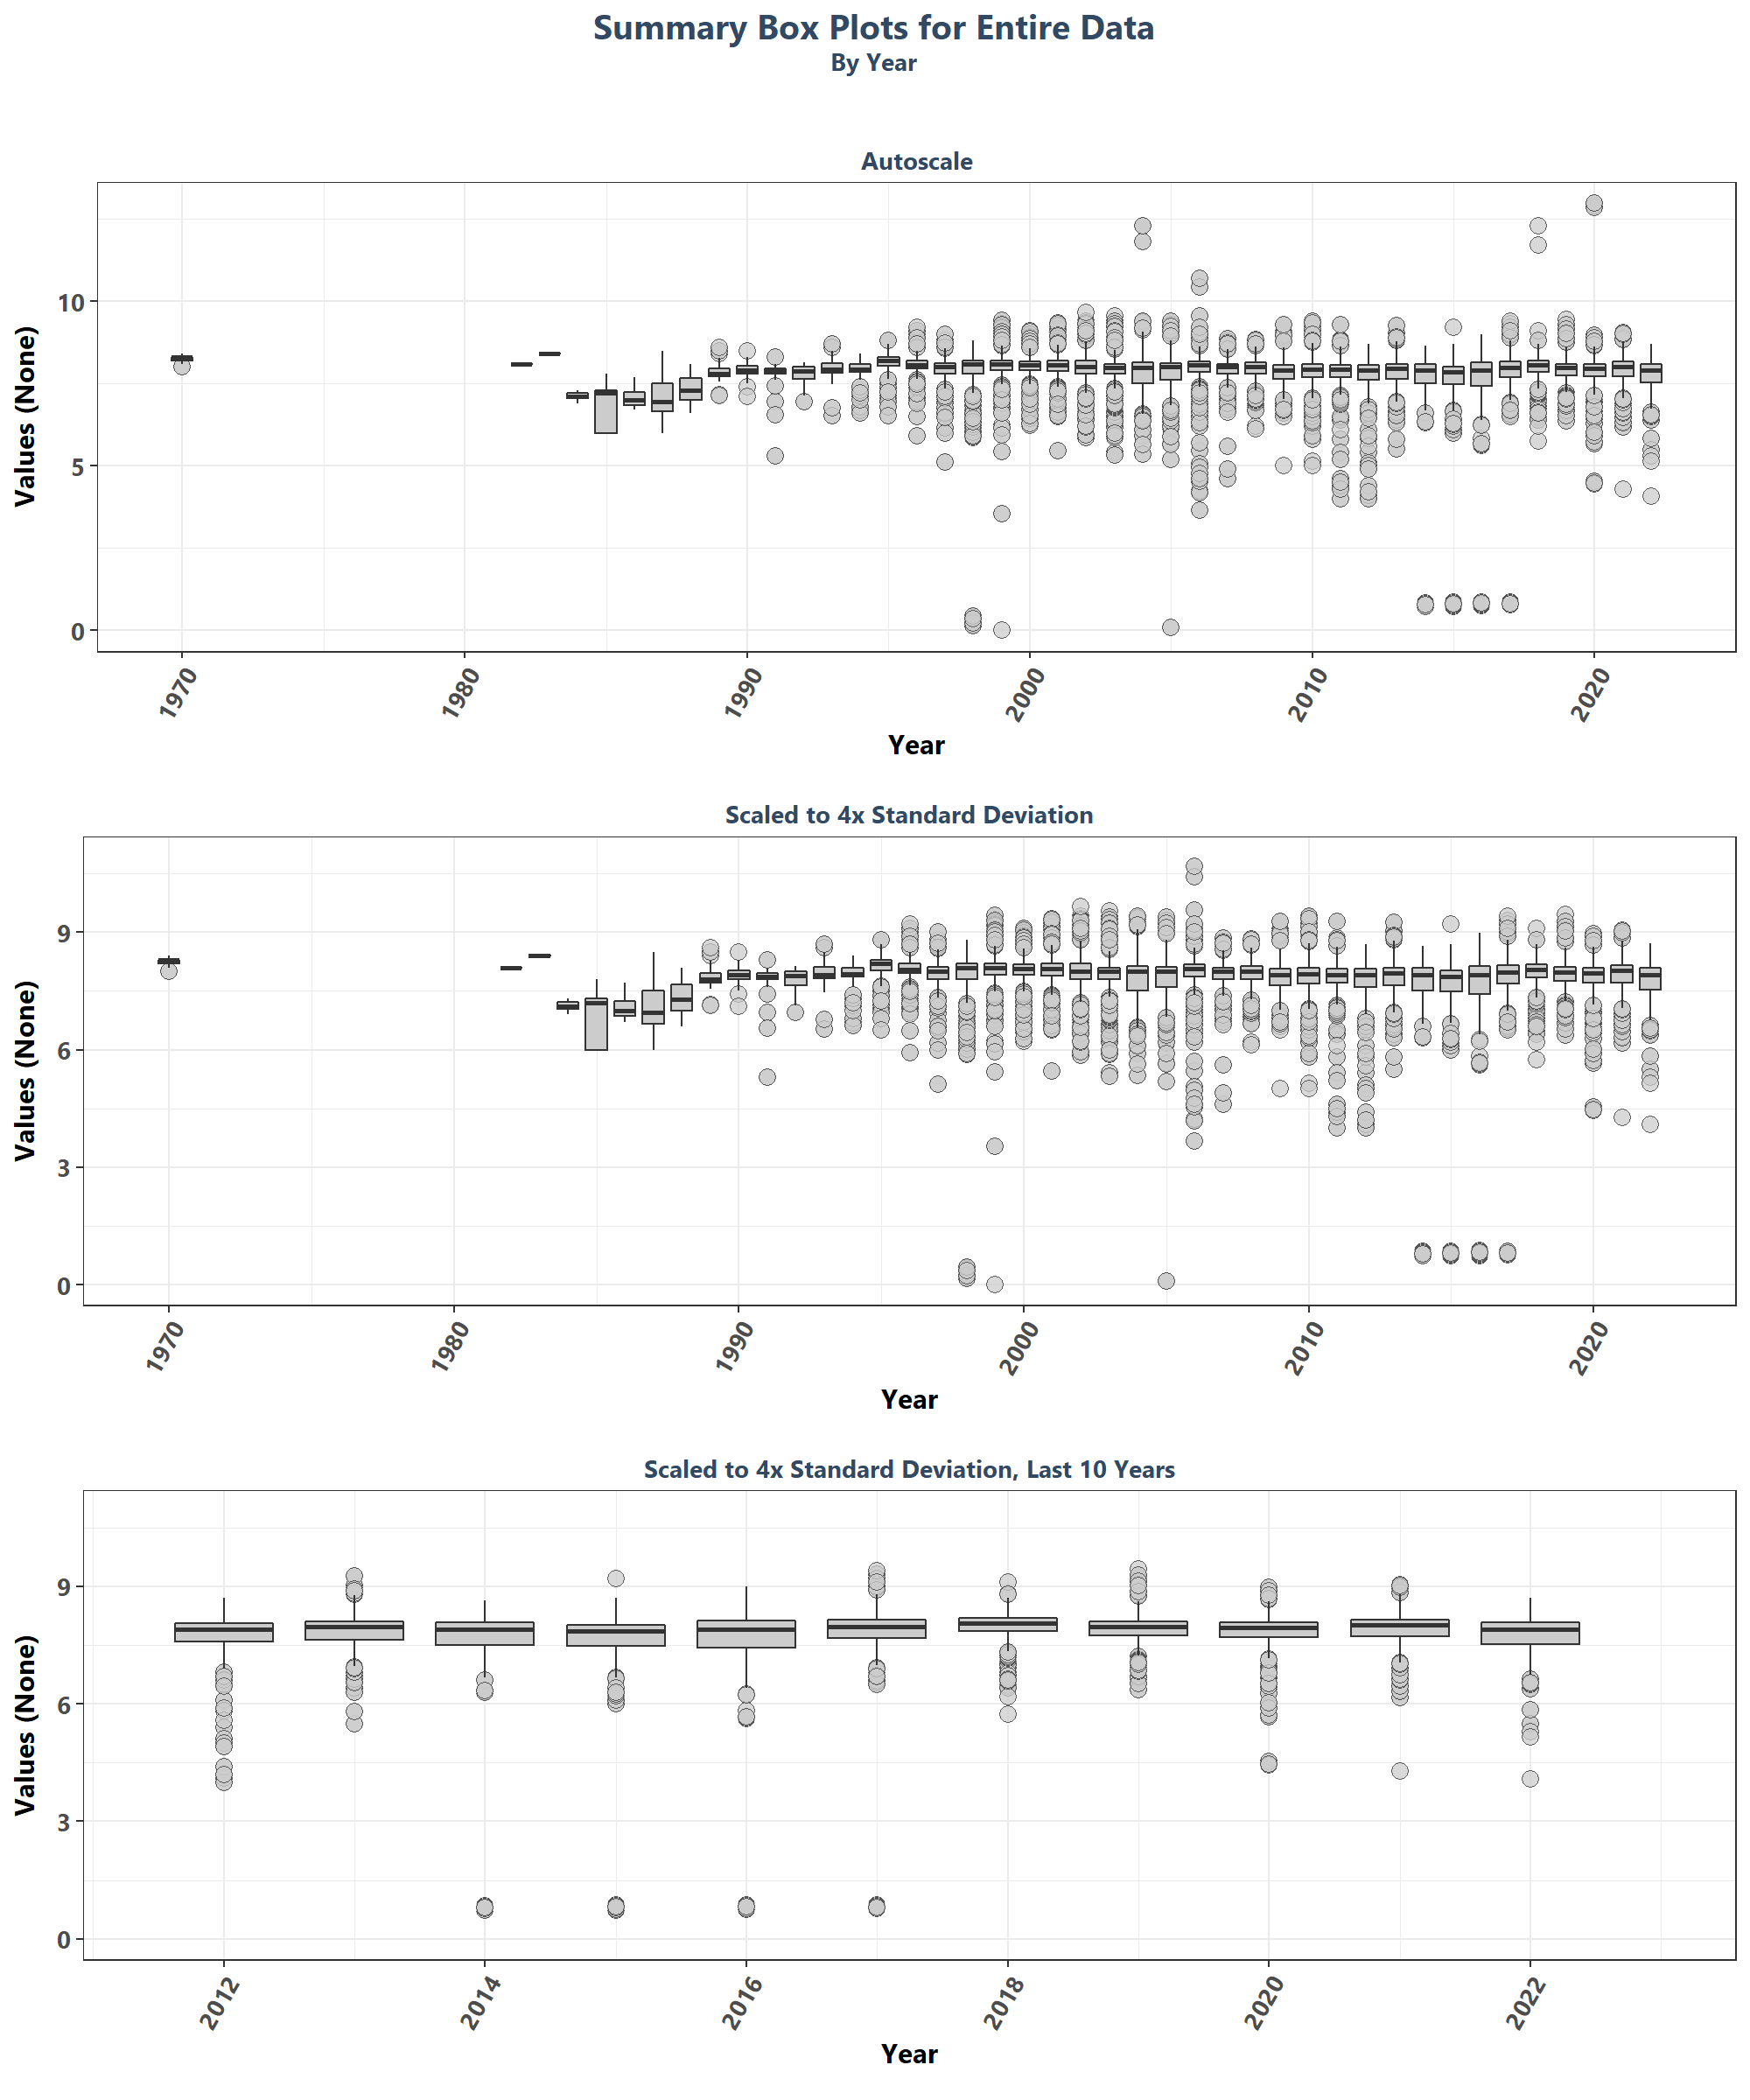 Summary Box Plots for Entire Data
By Year
Autoscale
Values (None)
10
5
0
1970
1980
1990
2000
2010
2020
Year
Scaled to 4x Standard Deviation
Values (None)
9
6
3
0
1970
1980
1990
2000
2010
2020
Year
Scaled to 4x Standard Deviation, Last 10 Years
Values (None)
9
6
3
0
2012
2014
2016
2018
2020
2022
Year